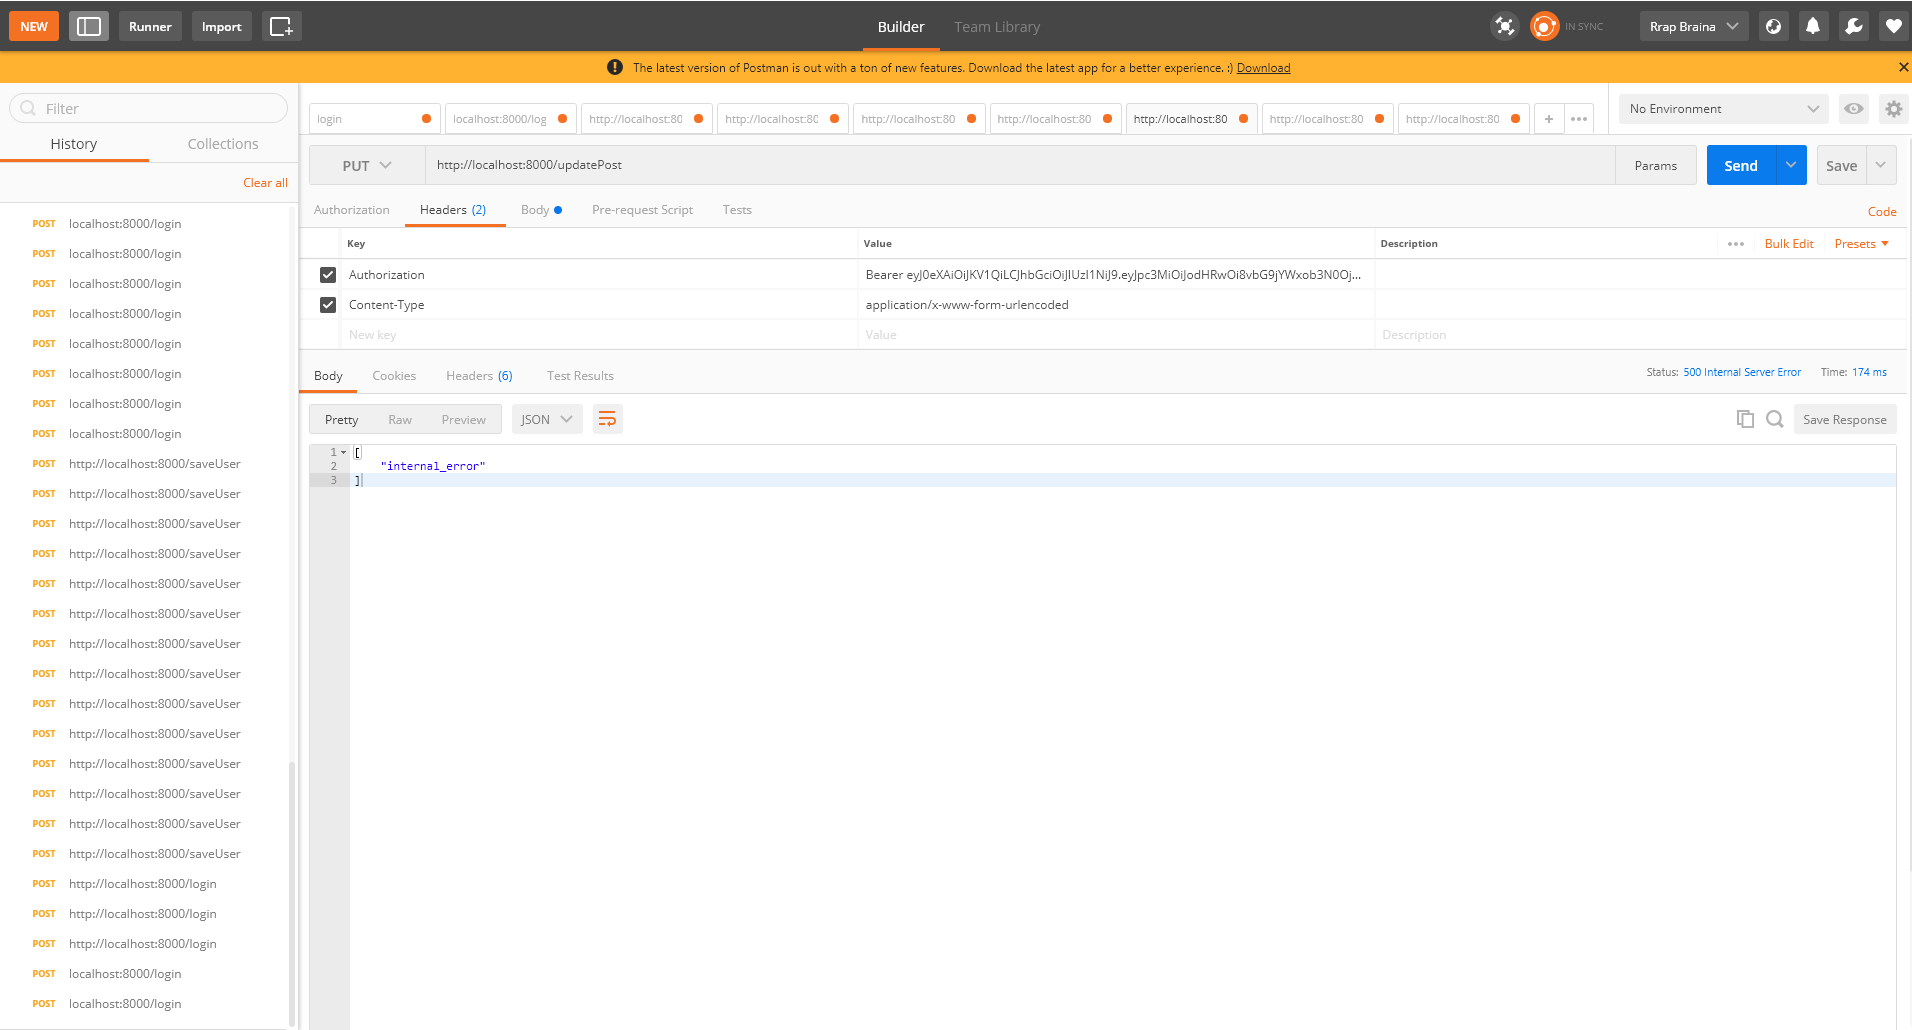 NEW Runner Import Builder Team Library IN SYNC Rrap Braina
The latest version of Postman is out with a ton of new features. Download the latest app for a better experience. :) Download
Filter
History Collections
Clear all
POST localhost:8000/login
POST localhost:8000/login
POST localhost:8000/login
POST localhost:8000/login
POST localhost:8000/login
POST localhost:8000/login
POST localhost:8000/login
POST localhost:8000/login
POST http://localhost:8000/saveUser
POST http://localhost:8000/saveUser
POST http://localhost:8000/saveUser
POST http://localhost:8000/saveUser
POST http://localhost:8000/saveUser
POST http://localhost:8000/saveUser
POST http://localhost:8000/saveUser
POST http://localhost:8000/saveUser
POST http://localhost:8000/saveUser
POST http://localhost:8000/saveUser
POST http://localhost:8000/saveUser
POST http://localhost:8000/saveUser
POST http://localhost:8000/saveUser
POST http://localhost:8000/saveUser
POST http://localhost:8000/login
POST http://localhost:8000/login
POST http://localhost:8000/login
POST localhost:8000/login
POST localhost:8000/login
login localhost:8000/log http://localhost:80 http://localhost:80 http://localhost:80 http://localhost:80 http://localhost:80 http://localhost:80 http://localhost:80 + •••
No Environment
PUT http://localhost:8000/updatePost Params Send Save
Authorization Headers (2) Body Pre-request Script Tests Code
Key Value Description ••• Bulk Edit Presets
Authorization Bearer eyJ0eXAiOiJKV1QiLCJhbGciOiJIUzI1NiJ9.eyJpc3MiOiJodHRwOi8vbG9jYWxob3N0Oj...
Content-Type application/x-www-form-urlencoded
New key Value Description
Body Cookies Headers (6) Test Results Status: 500 Internal Server Error Time: 174 ms
Pretty Raw Preview JSON Save Response
1 [
2 "internal_error"
3 ]